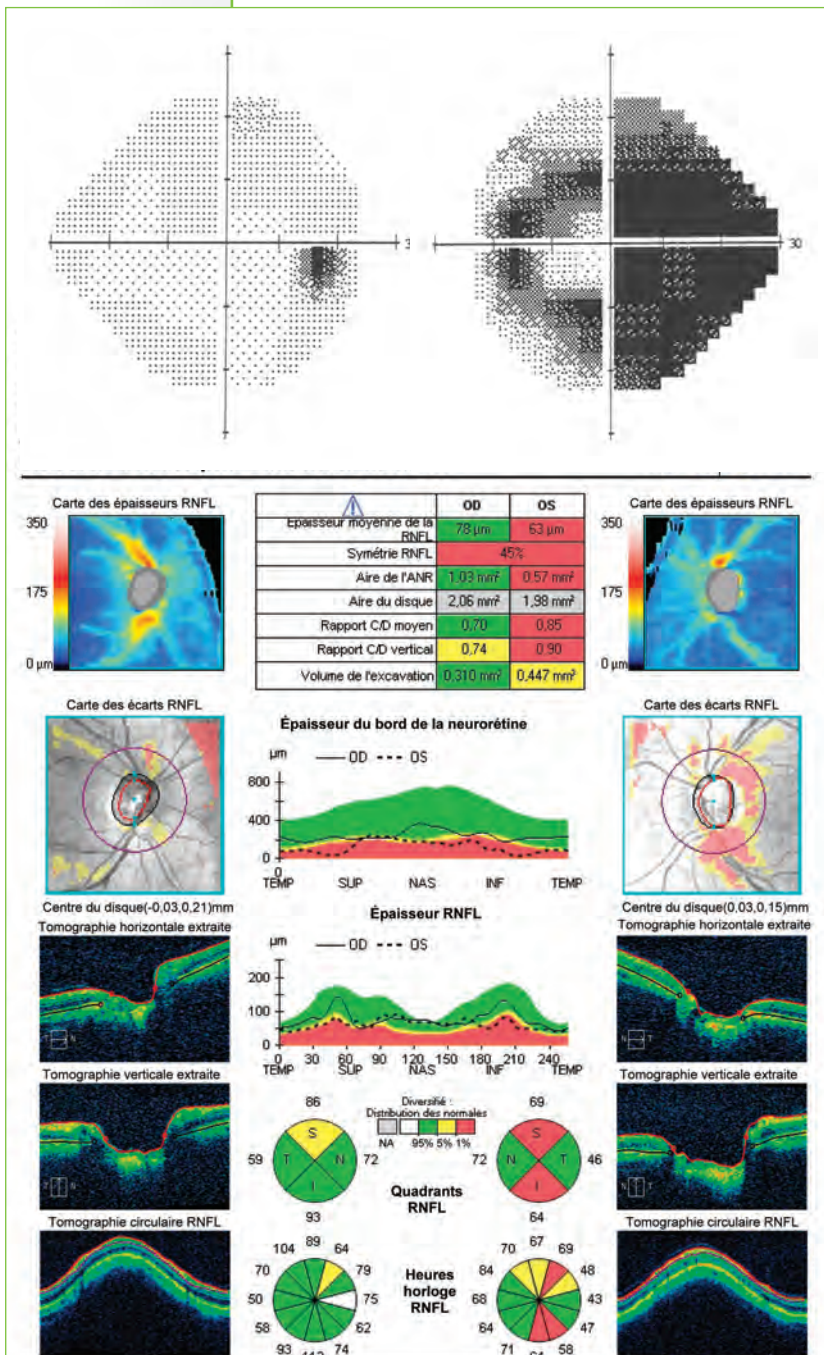 30
Carte des épaisseurs RNFL
350
175
0 µm
OD OS
Épaisseur moyenne de la RNFL 78 µm 63 µm
Symétrie RNFL 45%
Aire de l'ANR 1,03 mm² 0.57 mm²
Aire du disque 2,06 mm² 1,98 mm²
Rapport C/D moyen 0,70 0,85
Rapport C/D vertical 0,74 0.90
Volume de l'excavation 0,310 mm³ 0,447 mm³
Carte des épaisseurs RNFL
350
175
0 µm
Carte des écarts RNFL
Centre du disque(-0,03,0,21)mm
Épaisseur du bord de la neurorétine
µm OD OS
800
400
0
0
TEMP SUP NAS INF TEMP
Carte des écarts RNFL
Centre du disque(0,03,0,15)mm
Tomographie horizontale extraite
T N
Épaisseur RNFL
µm OD OS
200
100
0
0 30 60 90 120 150 180 210 240
TEMP SUP NAS INF TEMP
Tomographie horizontale extraite
N T
Tomographie verticale extraite
T N
86
59 S T N I 72
93
Diversifié :
Distribution des normales
NA 95% 5% 1%
69
72 S N T I 46
64
Quadrants
RNFL
Tomographie verticale extraite
N T
Tomographie circulaire RNFL
89
104 64
70 79
50 75
58 62
93 74
Heures
horloge
RNFL
67
70 69
84 48
68 43
64 47
71 58
Tomographie circulaire RNFL